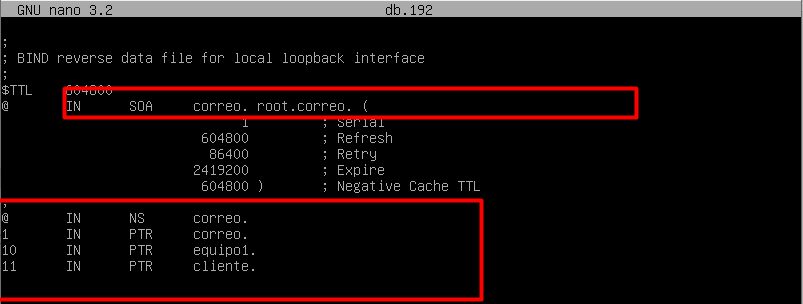 GNU nano 3.2 db.192
;
; BIND reverse data file for local loopback interface
;
$TTL 604800
@ IN SOA correo. root.correo. (
1 ; Serial
604800 ; Refresh
86400 ; Retry
2419200 ; Expire
604800 ) ; Negative Cache TTL
;
@ IN NS correo.
1 IN PTR correo.
10 IN PTR equipo1.
11 IN PTR cliente.